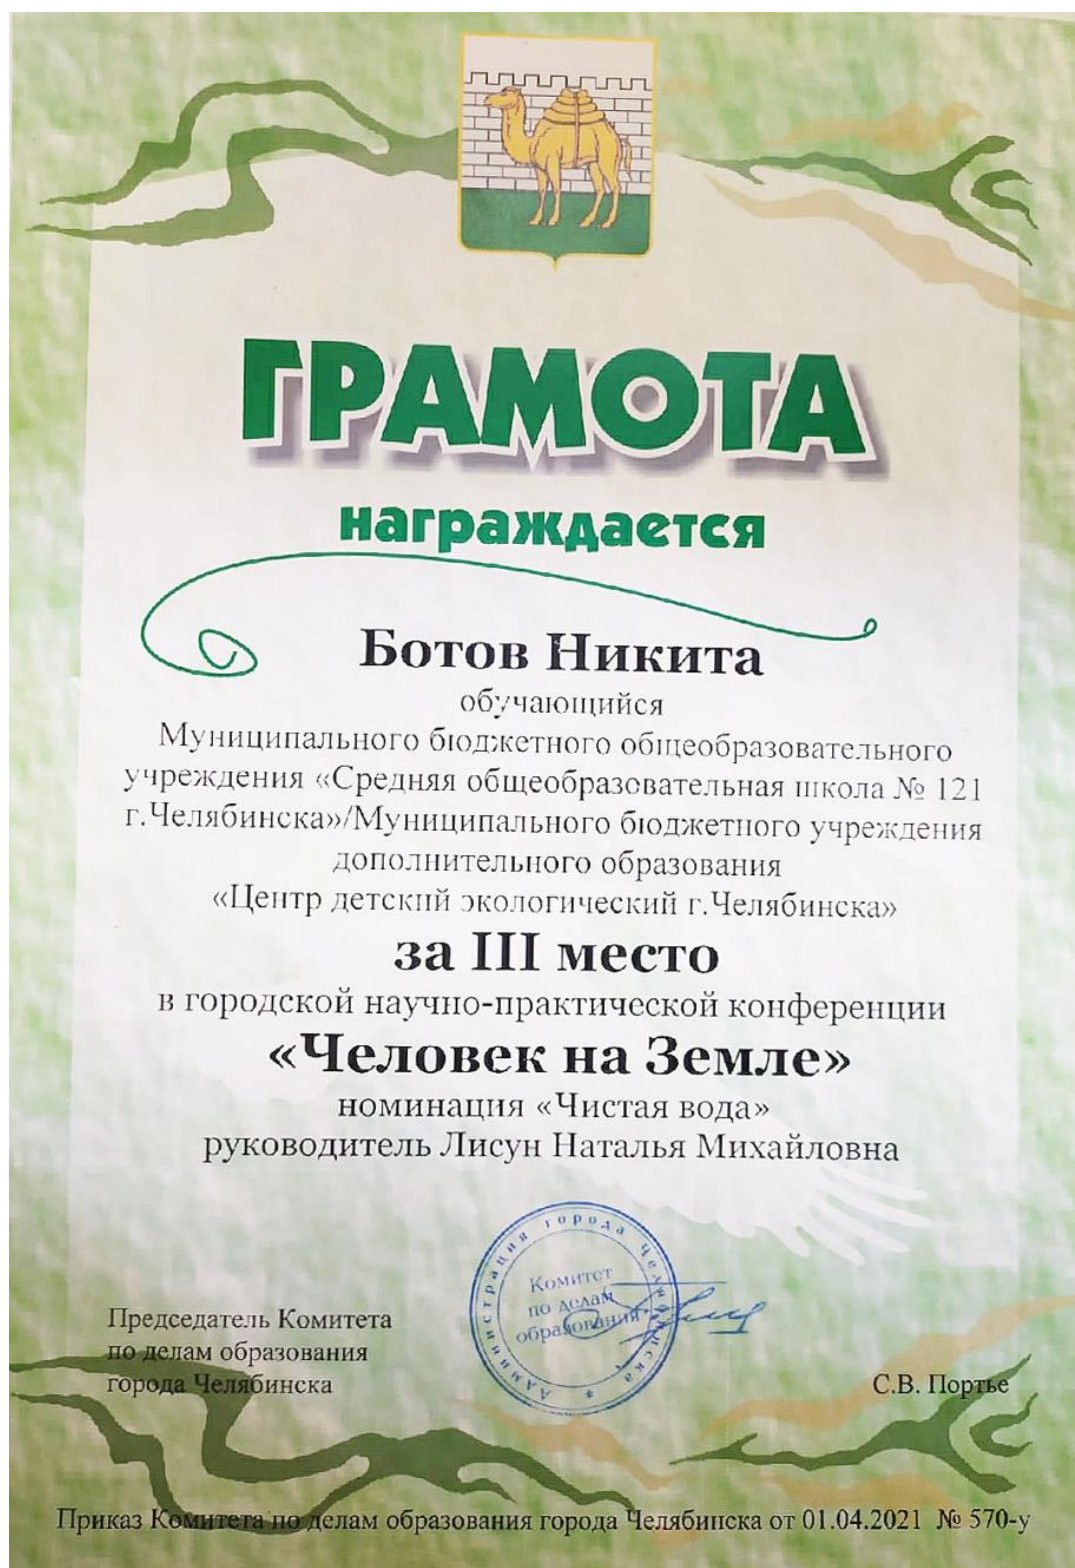 ГРАМОТА
награждается
Ботов Никита
обучающийся
Муниципального бюджетного общеобразовательного
учреждения «Средняя общеобразовательная школа № 121
г.Челябинска»/Муниципального бюджетного учреждения
дополнительного образования
«Центр детский экологический г.Челябинска»
за III место
в городской научно-практической конференции
«Человек на Земле»
номинация «Чистая вода»
руководитель Лисун Наталья Михайловна
Администрация города Челябинска *
Комитет
по делам
образования
Председатель Комитета
по делам образования
города Челябинска
С.В. Портье
Приказ Комитета по делам образования города Челябинска от 01.04.2021 № 570-у